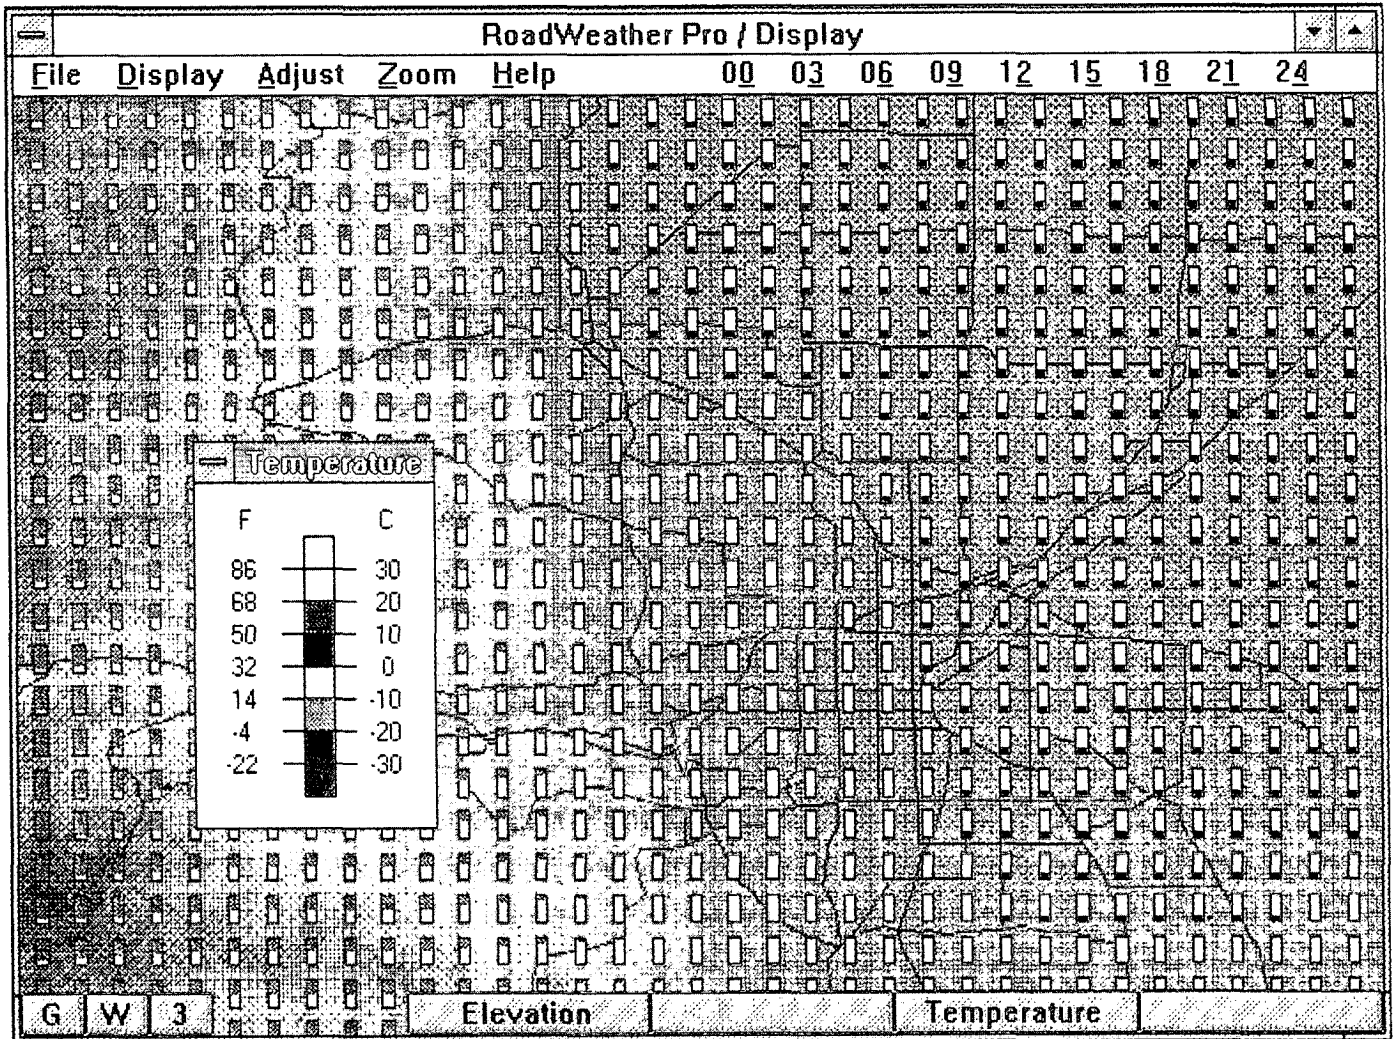 RoadWeather Pro / Display
File Display Adjust Zoom Help 00 03 06 09 12 15 18 21 24
Temperature
F C
86 30
68 20
50 10
32 0
14 -10
-4 -20
-22 -30
G W 3 Elevation Temperature